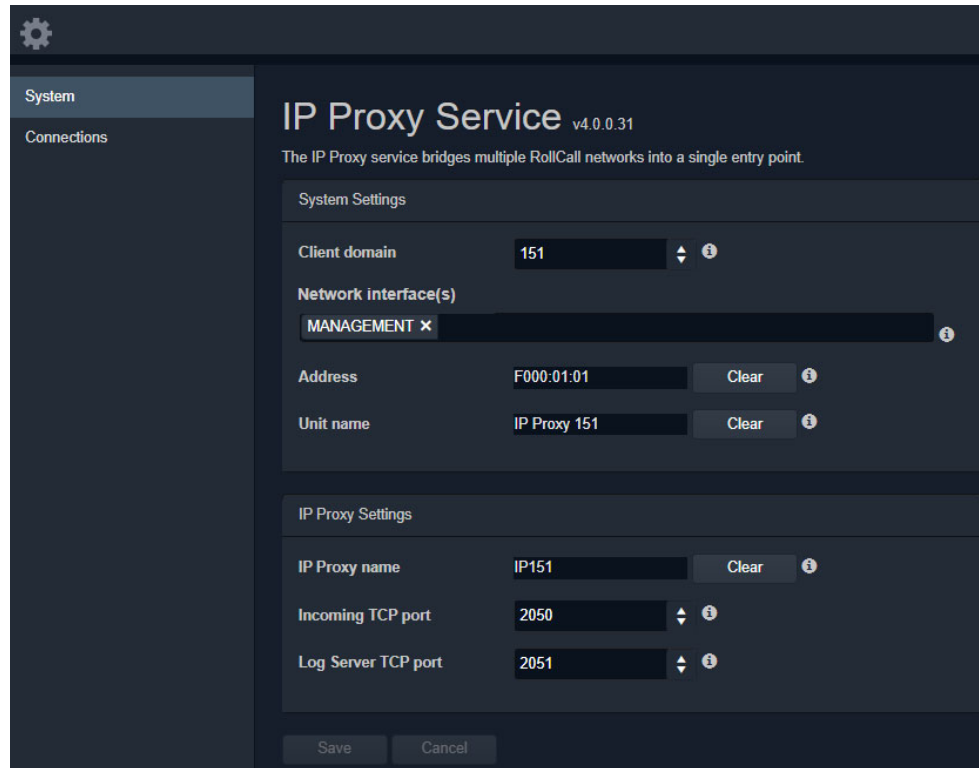 System
Connections
IP Proxy Service v4.0.0.31
The IP Proxy service bridges multiple RollCall networks into a single entry point.
System Settings
Client domain 151
Network interface(s)
MANAGEMENT ×
Address F000:01:01 Clear
Unit name IP Proxy 151 Clear
IP Proxy Settings
IP Proxy name IP151 Clear
Incoming TCP port 2050
Log Server TCP port 2051
Save Cancel